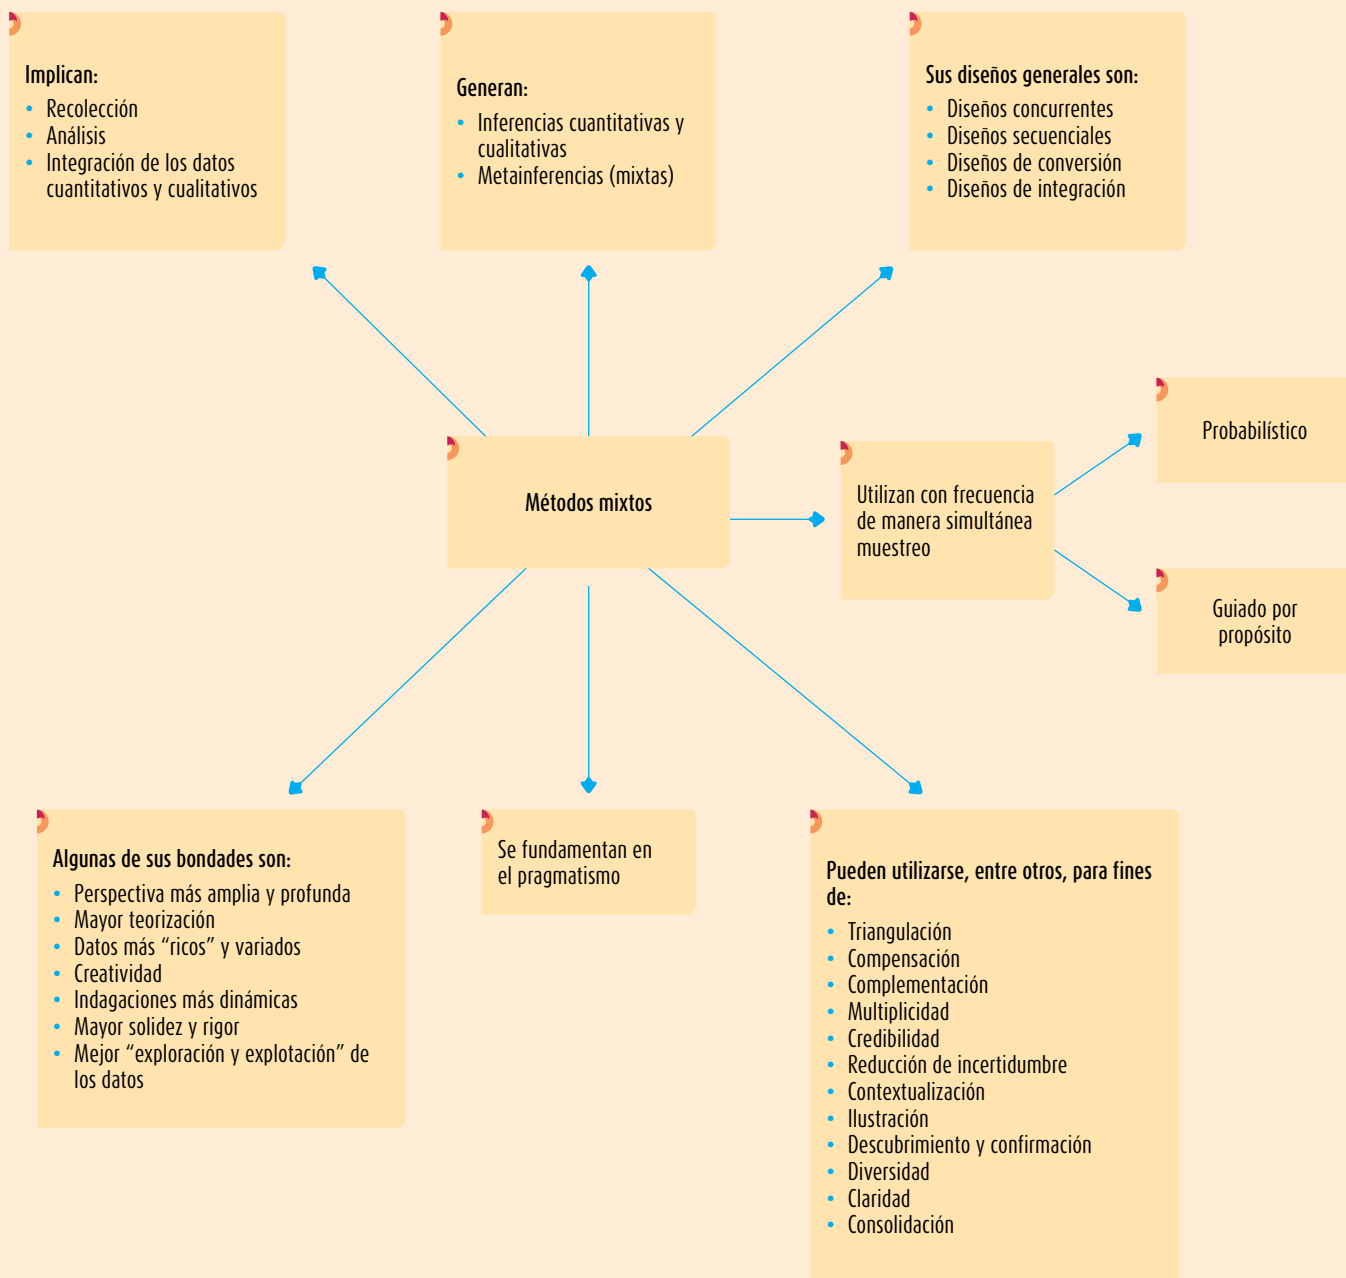 Implican:
• Recolección
• Análisis
• Integración de los datos
cuantitativos y cualitativos
Generan:
• Inferencias cuantitativas y
cualitativas
• Metainferencias (mixtas)
Sus diseños generales son:
• Diseños concurrentes
• Diseños secuenciales
• Diseños de conversión
• Diseños de integración
Métodos mixtos
Utilizan con frecuencia
de manera simultánea
muestreo
Probabilístico
Guiado por
propósito
Algunas de sus bondades son:
• Perspectiva más amplia y profunda
• Mayor teorización
• Datos más “ricos” y variados
• Creatividad
• Indagaciones más dinámicas
• Mayor solidez y rigor
• Mejor “exploración y explotación” de
los datos
Se fundamentan en
el pragmatismo
Pueden utilizarse, entre otros, para fines
de:
• Triangulación
• Compensación
• Complementación
• Multiplicidad
• Credibilidad
• Reducción de incertidumbre
• Contextualización
• Ilustración
• Descubrimiento y confirmación
• Diversidad
• Claridad
• Consolidación